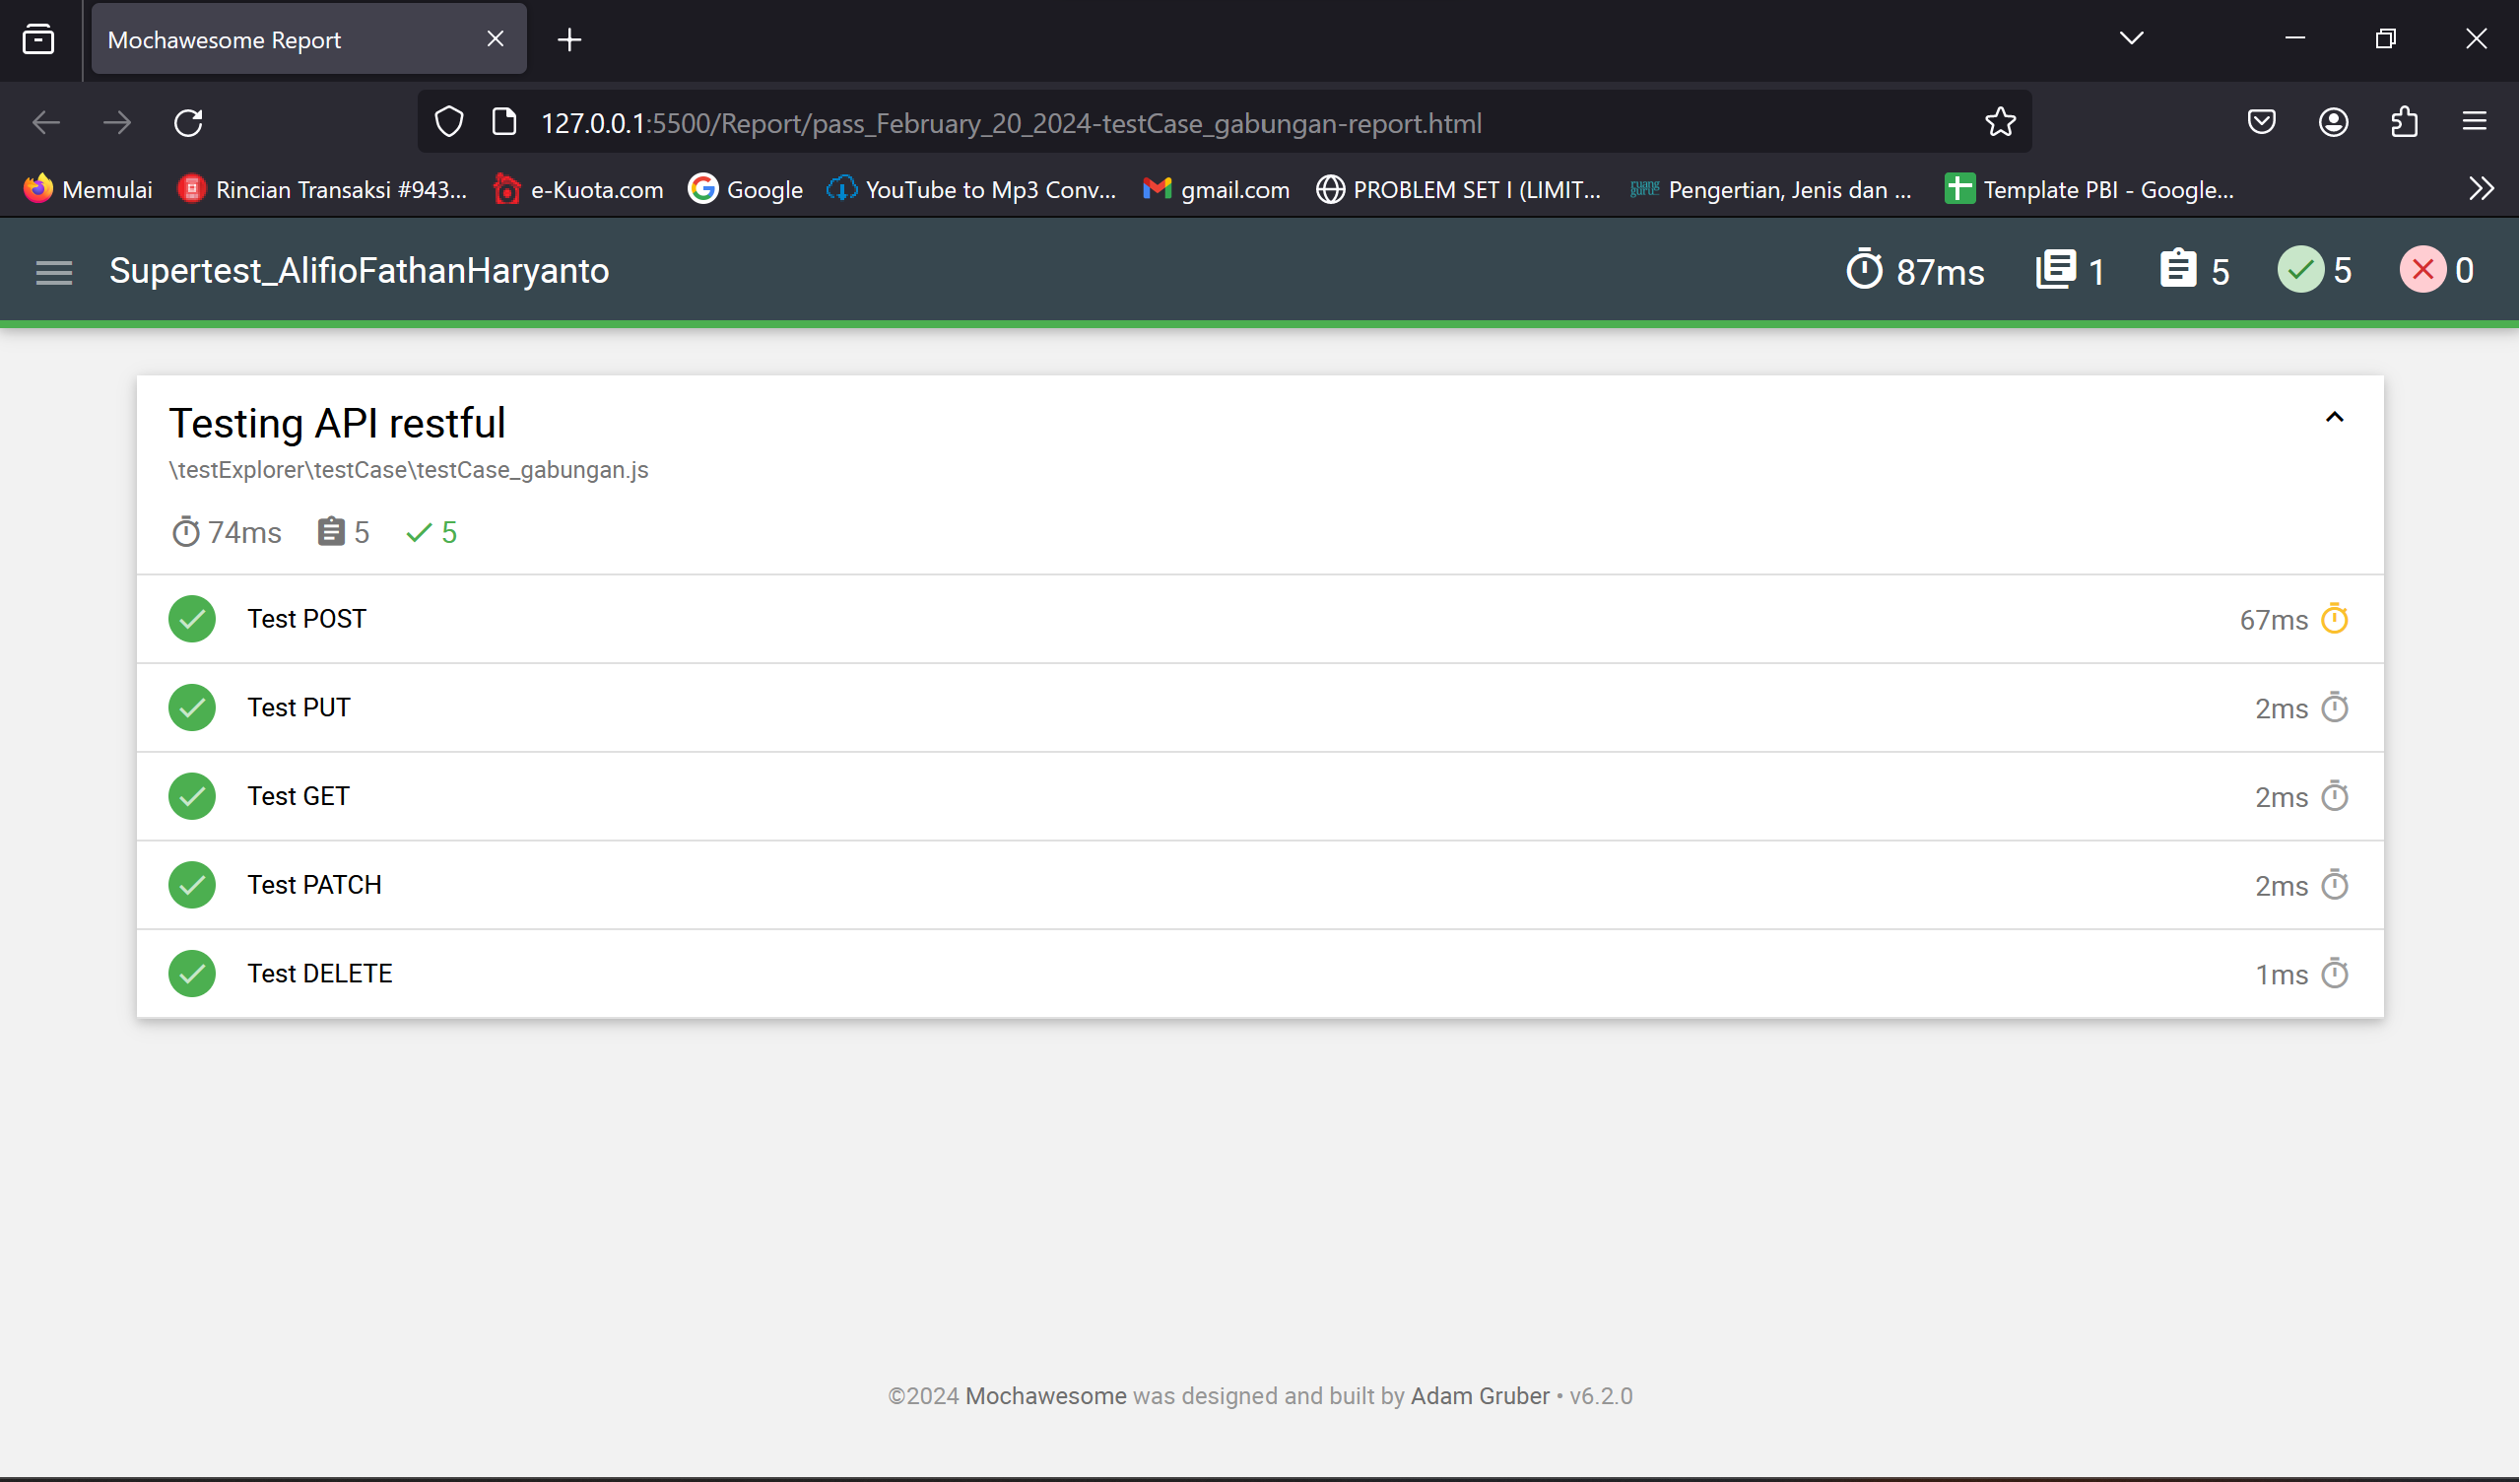 Mochawesome Report
127.0.0.1:5500/Report/pass_February_20_2024-testCase_gabungan-report.html
Memulai Rincian Transaksi #943... e-Kuota.com Google YouTube to Mp3 Conv... gmail.com PROBLEM SET I (LIMIT... Pengertian, Jenis dan ... Template PBI - Google...
Supertest_AlifioFathanHaryanto 87ms 1 5 5 0
Testing API restful
\testExplorer\testCase\testCase_gabungan.js
74ms 5 5
Test POST 67ms
Test PUT 2ms
Test GET 2ms
Test PATCH 2ms
Test DELETE 1ms
©2024 Mochawesome was designed and built by Adam Gruber • v6.2.0